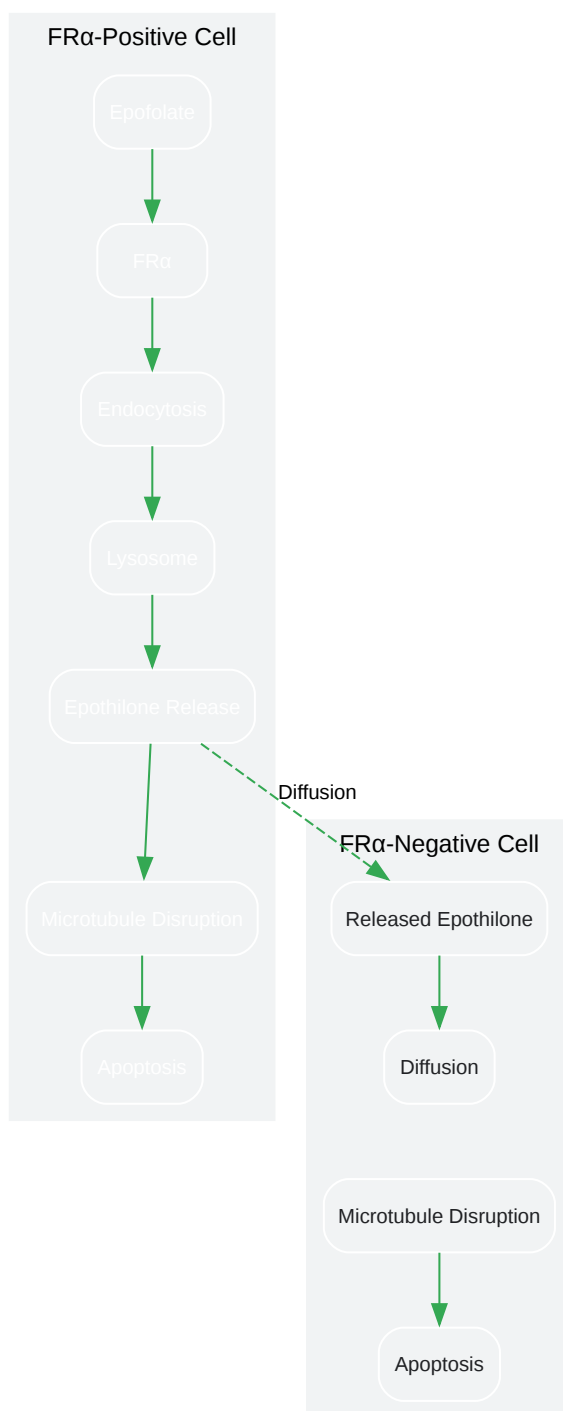 FRα-Positive Cell
Epofolate
FRα
Endocytosis
Lysosome
Epothilone Release
Diffusion
FRα-Negative Cell
Microtubule Disruption
Released Epothilone
Apoptosis
Diffusion
Microtubule Disruption
Apoptosis